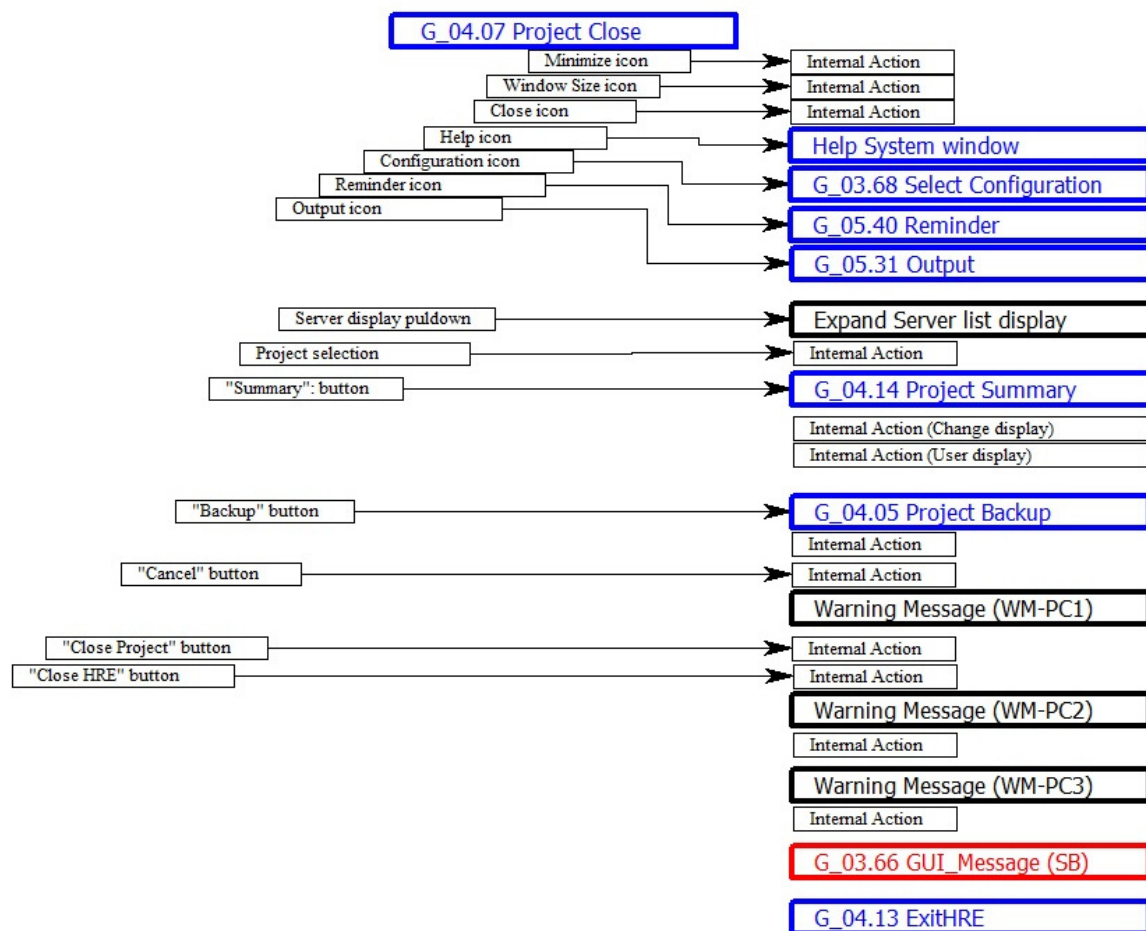 G_04.07 Project Close
Minimize icon
Internal Action
Window Size icon
Internal Action
Close icon
Internal Action
Help icon
Help System window
Configuration icon
G_03.68 Select Configuration
Reminder icon
G_05.40 Reminder
Output icon
G_05.31 Output
Server display puldown
Expand Server list display
Project selection
Internal Action
"Summary": button
G_04.14 Project Summary
Internal Action (Change display)
Internal Action (User display)
"Backup" button
G_04.05 Project Backup
Internal Action
"Cancel" button
Internal Action
Warning Message (WM-PC1)
"Close Project" button
Internal Action
"Close HRE" button
Internal Action
Warning Message (WM-PC2)
Internal Action
Warning Message (WM-PC3)
Internal Action
G_03.66 GUI_Message (SB)
G_04.13 ExitHRE